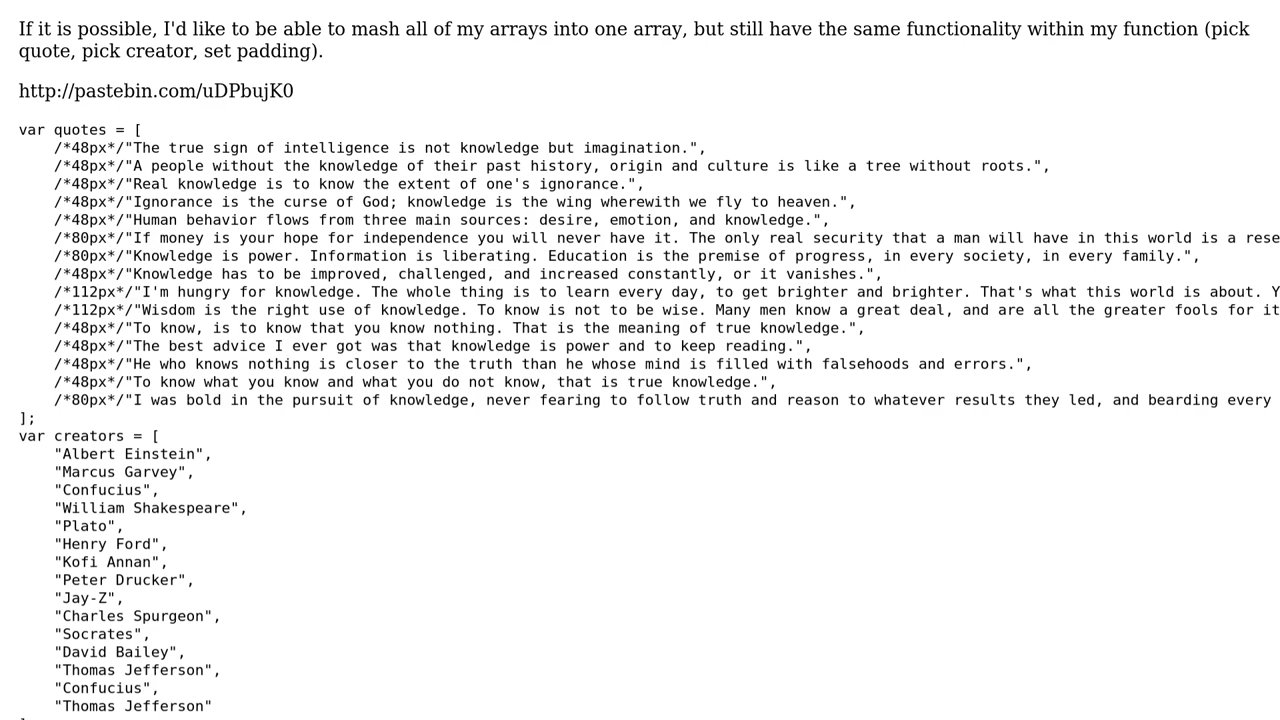 If it is possible, I'd like to be able to mash all of my arrays into one array, but still have the same functionality within my function (pick
quote, pick creator, set padding).
http://pastebin.com/uDPbujK0
var quotes = [
    /*48px*/"The true sign of intelligence is not knowledge but imagination.",
    /*48px*/"A people without the knowledge of their past history, origin and culture is like a tree without roots.",
    /*48px*/"Real knowledge is to know the extent of one's ignorance.",
    /*48px*/"Ignorance is the curse of God; knowledge is the wing wherewith we fly to heaven.",
    /*48px*/"Human behavior flows from three main sources: desire, emotion, and knowledge.",
    /*80px*/"If money is your hope for independence you will never have it. The only real security that a man will have in this world is a rese
    /*80px*/"Knowledge is power. Information is liberating. Education is the premise of progress, in every society, in every family.",
    /*48px*/"Knowledge has to be improved, challenged, and increased constantly, or it vanishes.",
    /*112px*/"I'm hungry for knowledge. The whole thing is to learn every day, to get brighter and brighter. That's what this world is about. Y
    /*112px*/"Wisdom is the right use of knowledge. To know is not to be wise. Many men know a great deal, and are all the greater fools for it
    /*48px*/"To know, is to know that you know nothing. That is the meaning of true knowledge.",
    /*48px*/"The best advice I ever got was that knowledge is power and to keep reading.",
    /*48px*/"He who knows nothing is closer to the truth than he whose mind is filled with falsehoods and errors.",
    /*48px*/"To know what you know and what you do not know, that is true knowledge.",
    /*80px*/"I was bold in the pursuit of knowledge, never fearing to follow truth and reason to whatever results they led, and bearding every
];
var creators = [
    "Albert Einstein",
    "Marcus Garvey",
    "Confucius",
    "William Shakespeare",
    "Plato",
    "Henry Ford",
    "Kofi Annan",
    "Peter Drucker",
    "Jay-Z",
    "Charles Spurgeon",
    "Socrates",
    "David Bailey",
    "Thomas Jefferson",
    "Confucius",
    "Thomas Jefferson"